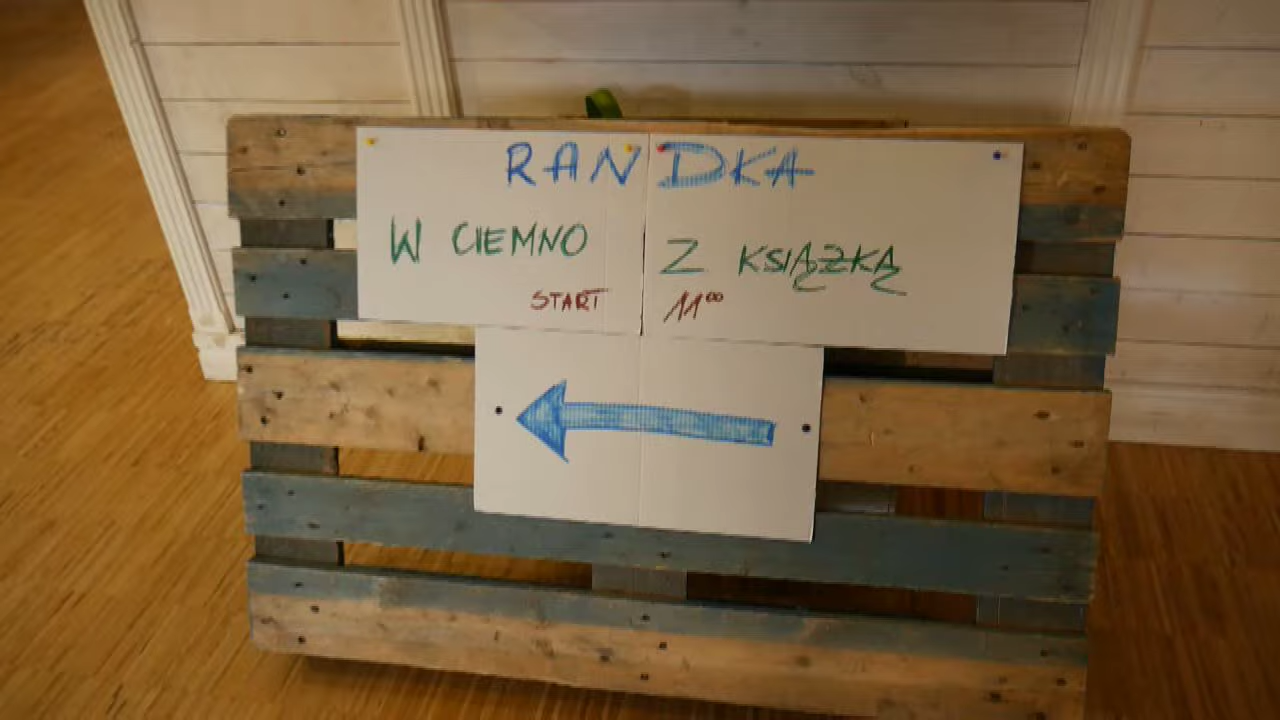 RANDKA
W CIEMNO Z KSIĄŻKĄ
START 11⁰⁰